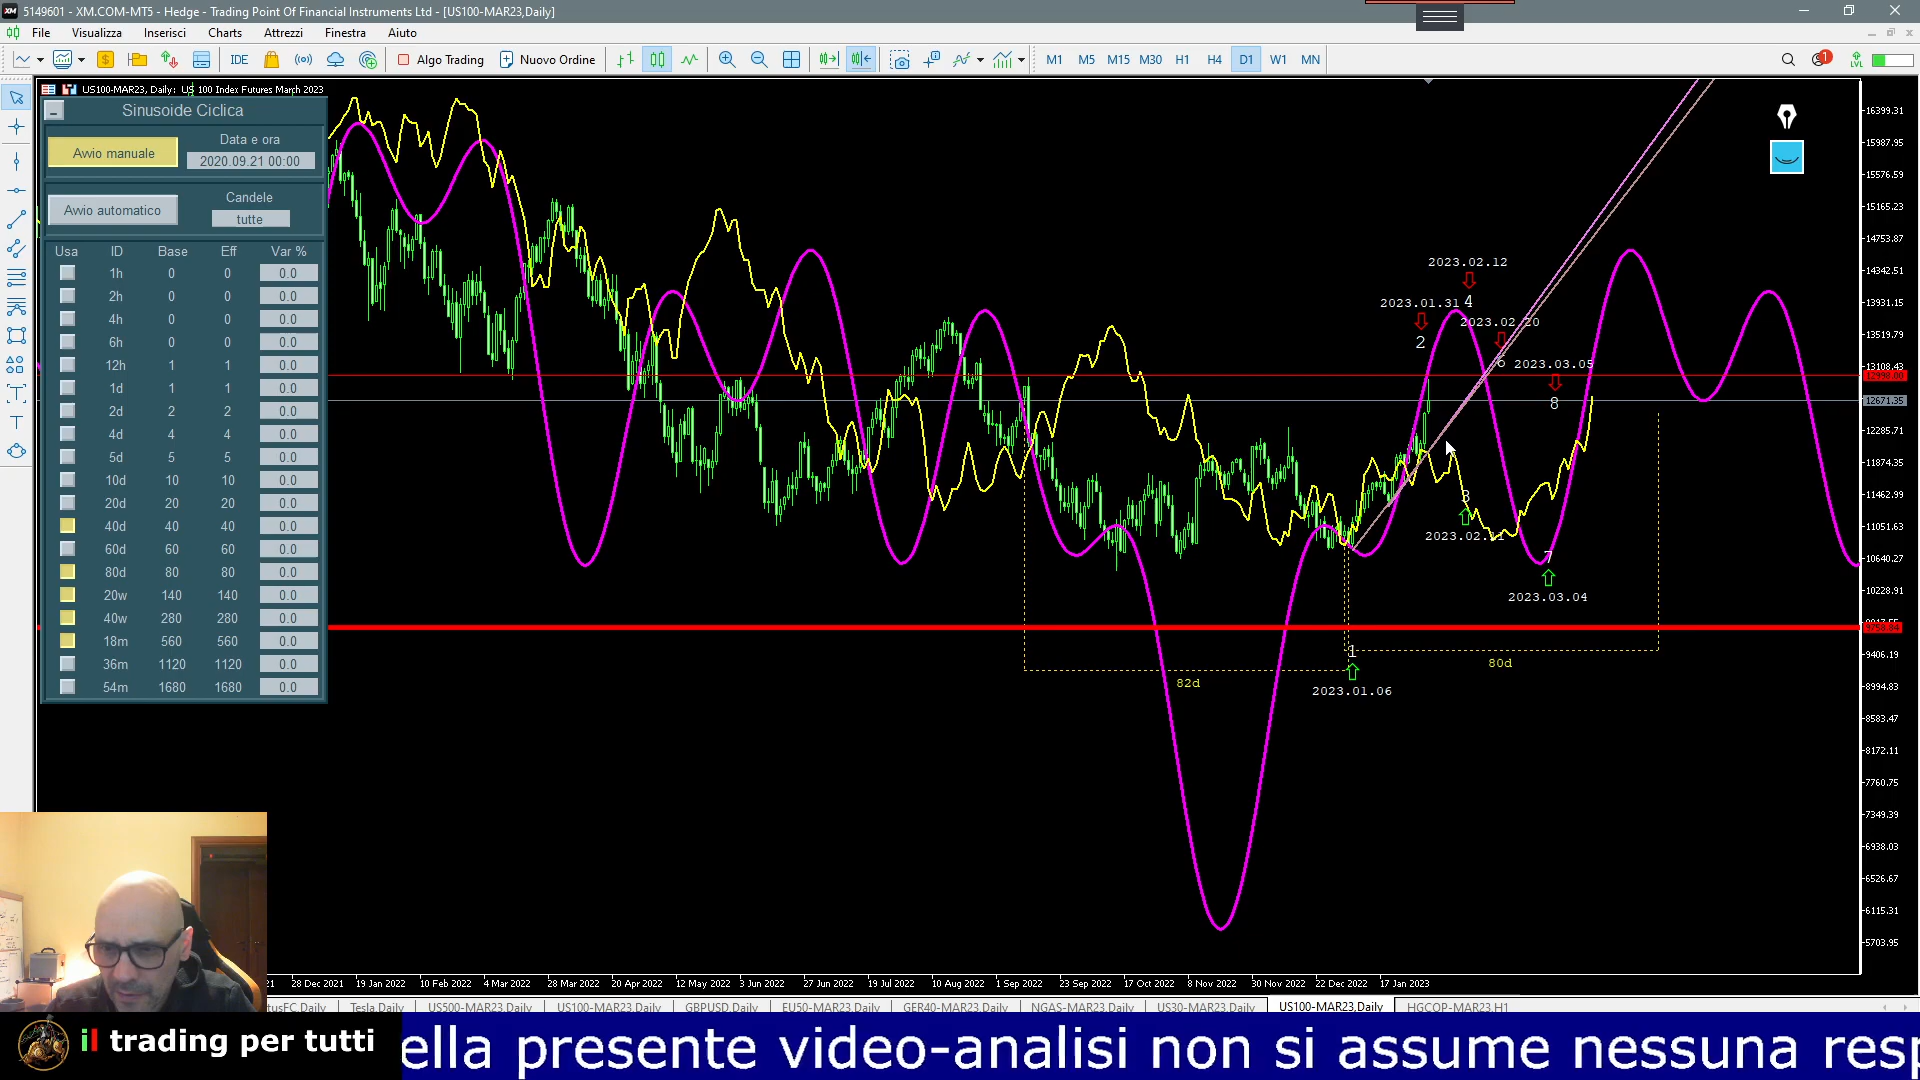 5149601 - XM.COM-MT5 - Hedge - Trading Point Of Financial Instruments Ltd - [US100-MAR23,Daily]
File Visualizza Inserisci Charts Attrezzi Finestra Aiuto
IDE Algo Trading Nuovo Ordine M1 M5 M15 M30 H1 H4 D1 W1 MN 1 LVL
US100-MAR23, Daily: US 100 Index Futures March 2023
Sinusoide Ciclica
Avvio manuale
Data e ora
2020.09.21 00:00
Avvio automatico
Candele
tutte
Usa ID Base Eff Var %
1h 0 0 0.0
2h 0 0 0.0
4h 0 0 0.0
6h 0 0 0.0
12h 1 1 0.0
1d 1 1 0.0
2d 2 2 0.0
4d 4 4 0.0
5d 5 5 0.0
10d 10 10 0.0
20d 20 20 0.0
40d 40 40 0.0
60d 60 60 0.0
80d 80 80 0.0
20w 140 140 0.0
40w 280 280 0.0
18m 560 560 0.0
36m 1120 1120 0.0
54m 1680 1680 0.0
2023.02.12
2023.01.31 4
2023.02.20
2
6 2023.03.05
8
3
2023.02.11
7
2023.03.04
1
2023.01.06
82d
80d
16399.31
15987.95
15576.59
15165.23
14753.87
14342.51
13931.15
13519.79
13108.43
12671.35
12285.71
11874.35
11462.99
11051.63
10640.27
10228.91
9406.19
8994.83
8583.47
8172.11
7760.75
7349.39
6938.03
6526.67
6115.31
5703.95
21 28 Dec 2021 19 Jan 2022 10 Feb 2022 4 Mar 2022 28 Mar 2022 20 Apr 2022 12 May 2022 3 Jun 2022 27 Jun 2022 19 Jul 2022 10 Aug 2022 1 Sep 2022 23 Sep 2022 17 Oct 2022 8 Nov 2022 30 Nov 2022 22 Dec 2022 17 Jan 2023
tusFC,Daily Tesla,Daily US500-MAR23,Daily US100-MAR23,Daily GBPUSD,Daily EU50-MAR23,Daily GER40-MAR23,Daily NGAS-MAR23,Daily US30-MAR23,Daily US100-MAR23,Daily HGCOP-MAR23,H1
il trading per tutti
ella presente video-analisi non si assume nessuna resp